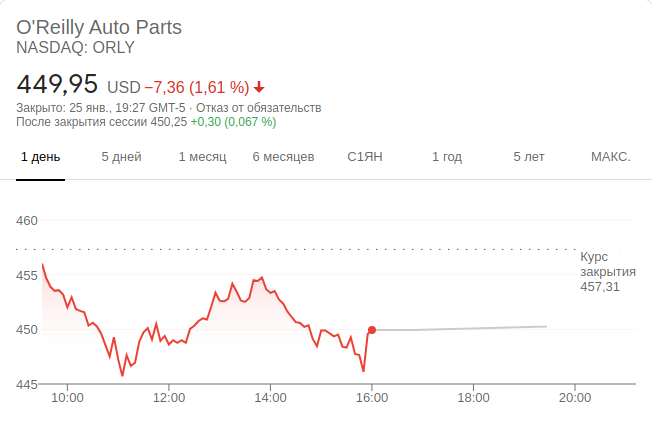 O'Reilly Auto Parts
NASDAQ: ORLY
449,95 USD −7,36 (1,61 %)
Закрыто: 25 янв., 19:27 GMT-5 · Отказ от обязательств
После закрытия сессии 450,25 +0,30 (0,067 %)
1 день 5 дней 1 месяц 6 месяцев С1ЯН 1 год 5 лет МАКС.
460
Курс
закрытия
457,31
455
450
445
10:00 12:00 14:00 16:00 18:00 20:00